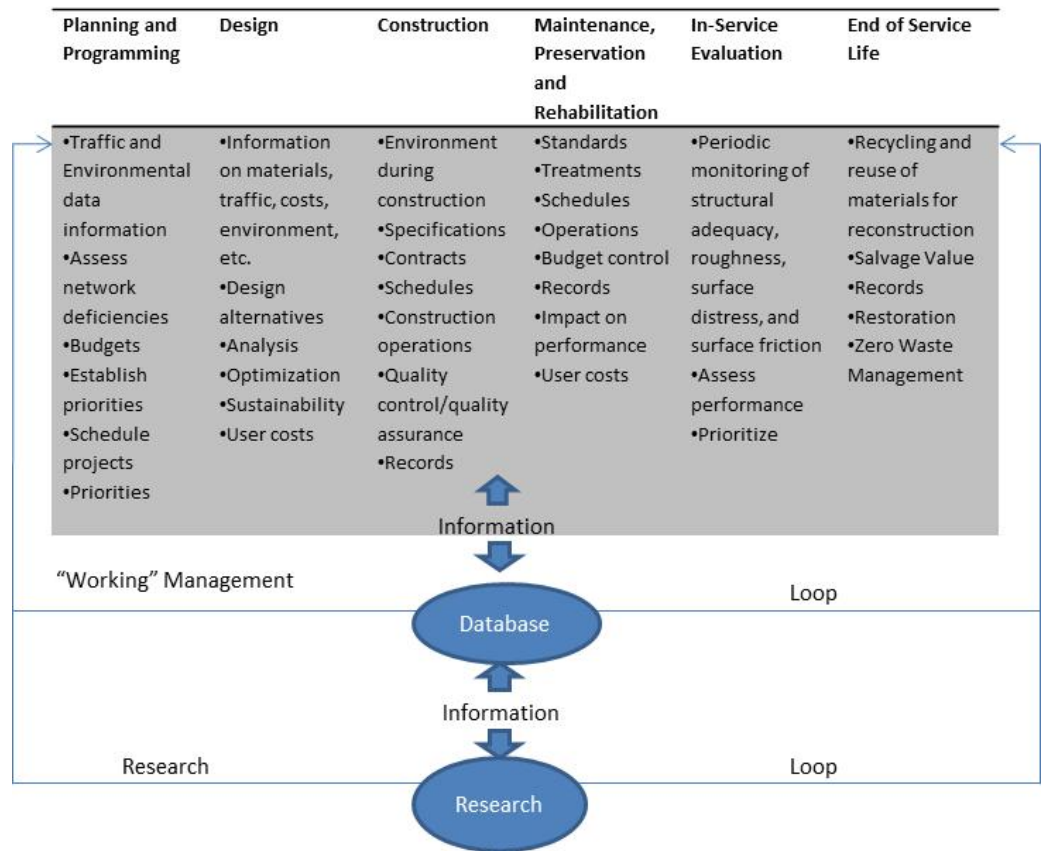 Planning and
Programming
Design
Construction
Maintenance,
Preservation
and
Rehabilitation
In-Service
Evaluation
End of Service
Life
•Traffic and
Environmental
data
information
•Assess
network
deficiencies
•Budgets
•Establish
priorities
•Schedule
projects
•Priorities
•Information
on materials,
traffic, costs,
environment,
etc.
•Design
alternatives
•Analysis
•Optimization
•Sustainability
•User costs
•Environment
during
construction
•Specifications
•Contracts
•Schedules
•Construction
operations
•Quality
control/quality
assurance
•Records
•Standards
•Treatments
•Schedules
•Operations
•Budget control
•Records
•Impact on
performance
•User costs
•Periodic
monitoring of
structural
adequacy,
roughness,
surface
distress, and
surface friction
•Assess
performance
•Prioritize
•Recycling and
reuse of
materials for
reconstruction
•Salvage Value
•Records
•Restoration
•Zero Waste
Management
Information
“Working” Management
Loop
Database
Information
Research
Loop
Research